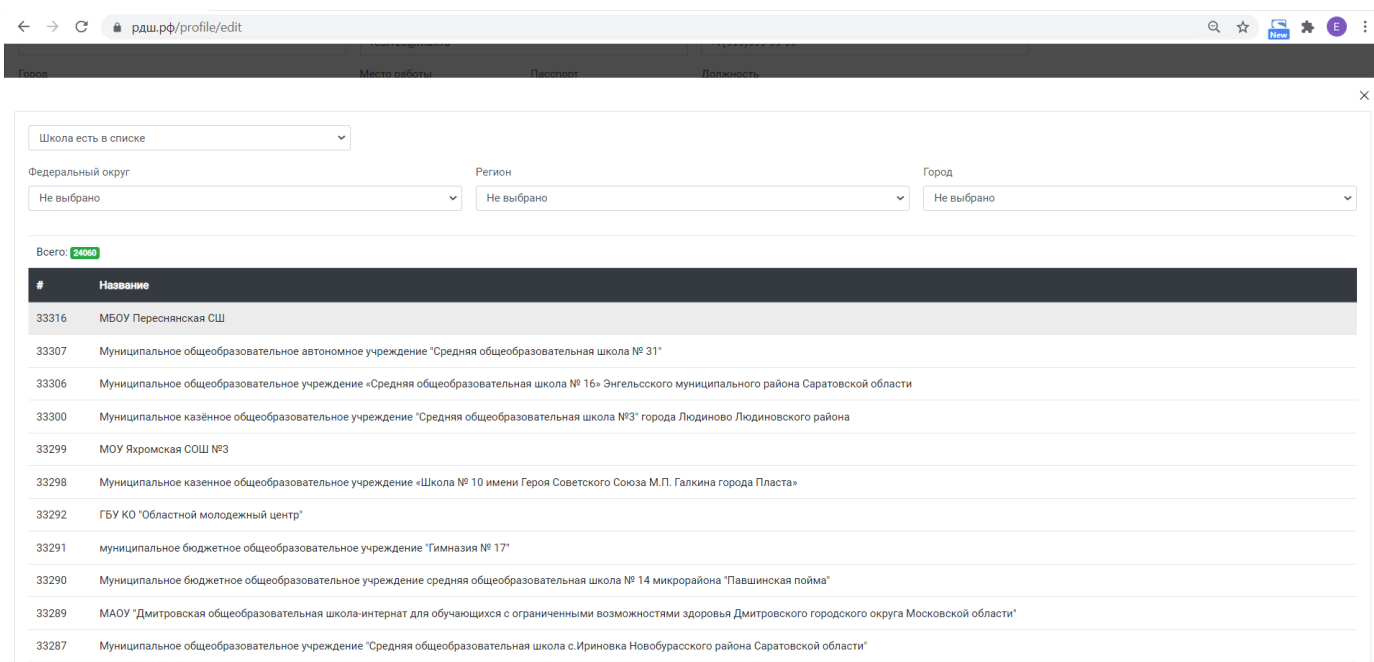 рдш.рф/profile/edit
New
E
Город Место работы Паспорт Должность
Школа есть в списке
Федеральный округ Регион Город
Не выбрано Не выбрано Не выбрано
Всего: 24060
# Название
33316 МБОУ Переснянская СШ
33307 Муниципальное общеобразовательное автономное учреждение "Средняя общеобразовательная школа № 31"
33306 Муниципальное общеобразовательное учреждение «Средняя общеобразовательная школа № 16» Энгельсского муниципального района Саратовской области
33300 Муниципальное казённое общеобразовательное учреждение "Средняя общеобразовательная школа №3" города Людиново Людиновского района
33299 МОУ Яхромская СОШ №3
33298 Муниципальное казенное общеобразовательное учреждение «Школа № 10 имени Героя Советского Союза М.П. Галкина города Пласта»
33292 ГБУ КО "Областной молодежный центр"
33291 муниципальное бюджетное общеобразовательное учреждение "Гимназия № 17"
33290 Муниципальное бюджетное общеобразовательное учреждение средняя общеобразовательная школа № 14 микрорайона "Павшинская пойма"
33289 МАОУ "Дмитровская общеобразовательная школа-интернат для обучающихся с ограниченными возможностями здоровья Дмитровского городского округа Московской области"
33287 Муниципальное общеобразовательное учреждение "Средняя общеобразовательная школа с.Ириновка Новобурасского района Саратовской области"